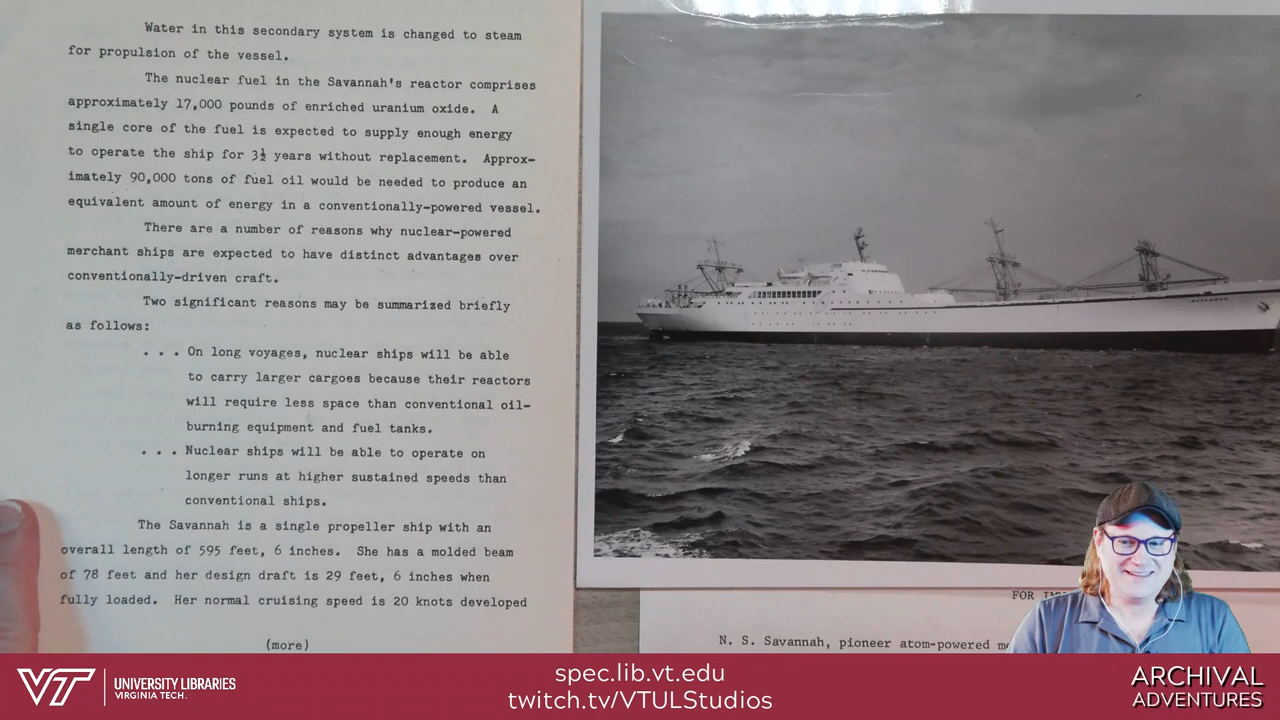 Water in this secondary system is changed to steam
for propulsion of the vessel.
The nuclear fuel in the Savannah's reactor comprises
approximately 17,000 pounds of enriched uranium oxide. A
single core of the fuel is expected to supply enough energy
to operate the ship for 3½ years without replacement. Approx-
imately 90,000 tons of fuel oil would be needed to produce an
equivalent amount of energy in a conventionally-powered vessel.
There are a number of reasons why nuclear-powered
merchant ships are expected to have distinct advantages over
conventionally-driven craft.
Two significant reasons may be summarized briefly
as follows:
. . . On long voyages, nuclear ships will be able
to carry larger cargoes because their reactors
will require less space than conventional oil-
burning equipment and fuel tanks.
. . . Nuclear ships will be able to operate on
longer runs at higher sustained speeds than
conventional ships.
The Savannah is a single propeller ship with an
overall length of 595 feet, 6 inches. She has a molded beam
of 78 feet and her design draft is 29 feet, 6 inches when
fully loaded. Her normal cruising speed is 20 knots developed
(more)
FOR
N. S. Savannah, pioneer atom-powered
VT
UNIVERSITY LIBRARIES
VIRGINIA TECH.
spec.lib.vt.edu
twitch.tv/VTULStudios
ARCHIVAL
ADVENTURES